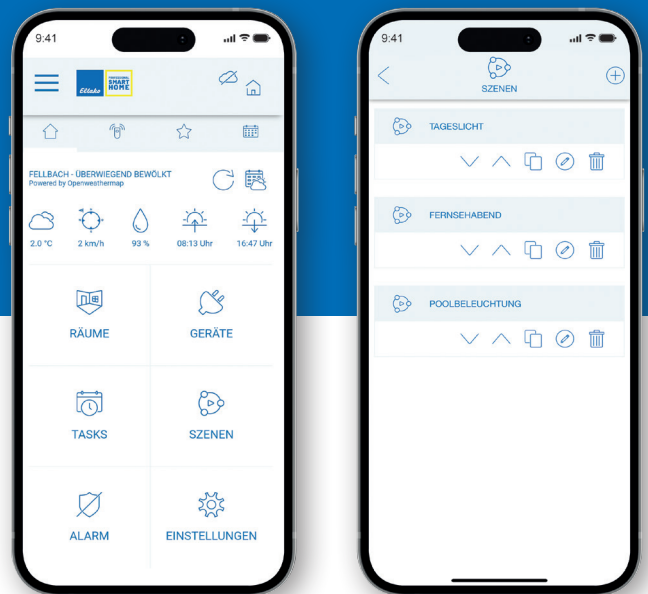 9:41
Eltako
PROFESSIONAL
SMART
HOME
FELLBACH - ÜBERWIEGEND BEWÖLKT
Powered by Openweathermap
2.0 °C
2 km/h
93 %
08:13 Uhr
16:47 Uhr
RÄUME
GERÄTE
TASKS
SZENEN
ALARM
EINSTELLUNGEN
9:41
SZENEN
TAGESLICHT
FERNSEHABEND
POOLBELEUCHTUNG